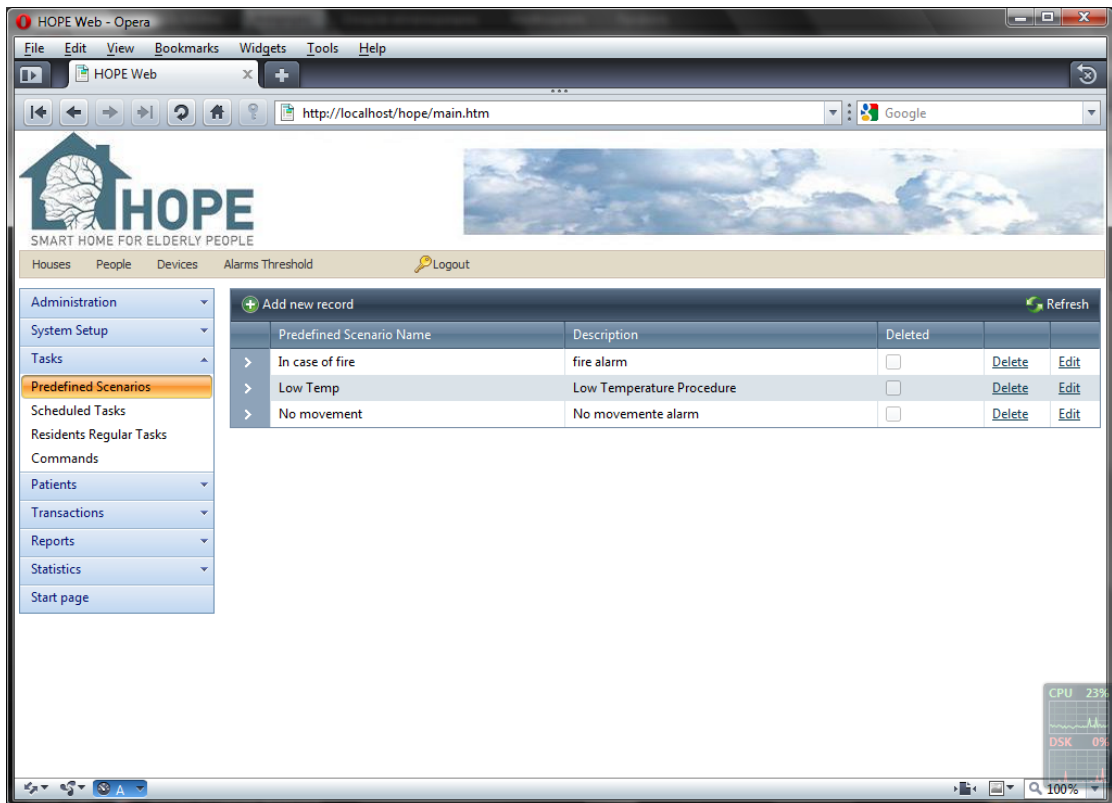 HOPE Web - Opera
File Edit View Bookmarks Widgets Tools Help
HOPE Web
http://localhost/hope/main.htm
Google
HOPE
SMART HOME FOR ELDERLY PEOPLE
Houses People Devices Alarms Threshold Logout
Administration
System Setup
Tasks
Predefined Scenarios
Scheduled Tasks
Residents Regular Tasks
Commands
Patients
Transactions
Reports
Statistics
Start page
Add new record Refresh
Predefined Scenario Name Description Deleted
In case of fire fire alarm Delete Edit
Low Temp Low Temperature Procedure Delete Edit
No movement No movemente alarm Delete Edit
CPU 23%
DSK 0%
A
100%